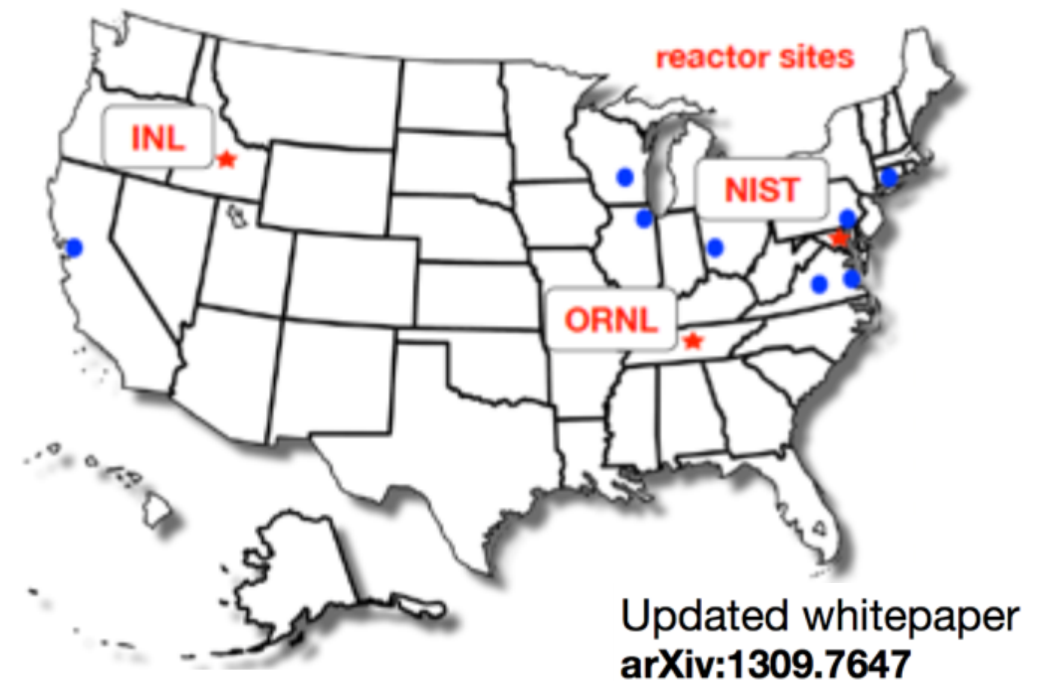 reactor sites
INL
NIST
ORNL
Updated whitepaper
arXiv:1309.7647